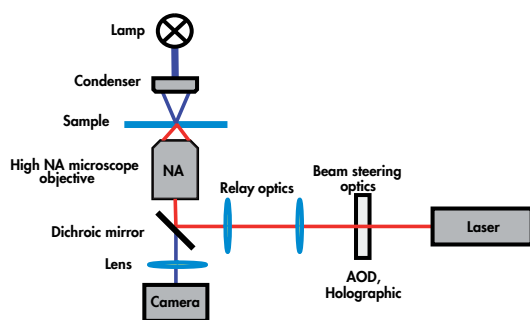 Lamp
Condenser
Sample
High NA microscope
objective
NA
Relay optics
Beam steering
optics
Dichroic mirror
Laser
Lens
AOD,
Holographic
Camera